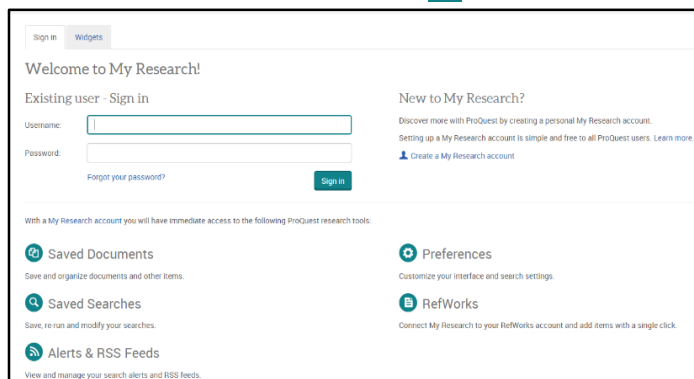 Sign in
Widgets
Welcome to My Research!
Existing user - Sign in
Username:
Password:
Forgot your password?
Sign in
New to My Research?
Discover more with ProQuest by creating a personal My Research account.
Setting up a My Research account is simple and free to all ProQuest users. Learn more
Create a My Research account
With a My Research account you will have immediate access to the following ProQuest research tools:
Saved Documents
Save and organize documents and other items.
Saved Searches
Save, re-run and modify your searches.
Alerts & RSS Feeds
View and manage your search alerts and RSS feeds.
Preferences
Customize your interface and search settings.
RefWorks
Connect My Research to your RefWorks account and add items with a single click.